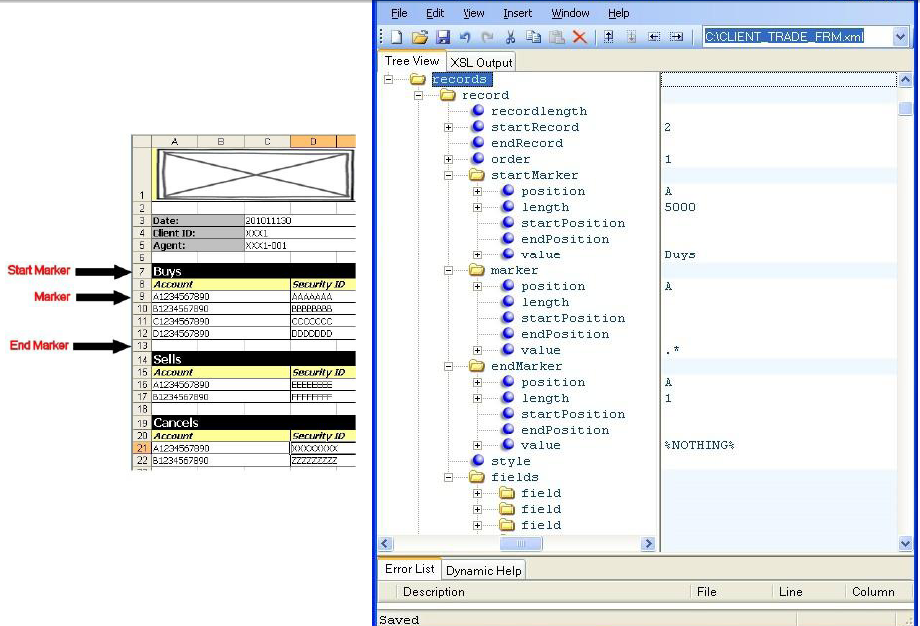 A B C D
1
2
3 Date: 201011130
4 Client ID: XXX1
5 Agent: XXX1-001
6
Start Marker 7 Buys
8 Account Security ID
Marker 9 A1234567890 AAAAAAA
10 B1234567890 BBBBBBBB
11 C1234567890 CCCCCCC
12 D1234567890 DDDDDDD
End Marker 13
14 Sells
15 Account Security ID
16 A1234567890 EEEEEEEE
17 B1234567890 FFFFFFFF
18
19 Cancels
20 Account Security ID
21 A1234567890 XXXXXXXX
22 B1234567890 ZZZZZZZZZ
File Edit View Insert Window Help
C:\CLIENT_TRADE_FRM.xml
Tree View XSL Output
records
record
recordlength
startRecord 2
endRecord
order 1
startMarker
position A
length 5000
startPosition
endPosition
value Duys
marker
position A
length
startPosition
endPosition
value .*
endMarker
position A
length 1
startPosition
endPosition
value %NOTHING%
style
fields
field
field
field
Error List Dynamic Help
Description File Line Column
Saved